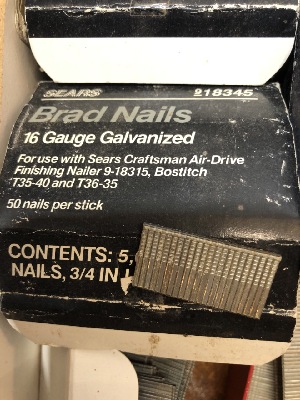 SEARS 918345
Brad Nails
16 Gauge Galvanized
For use with Sears Craftsman Air-Drive
Finishing Nailer 9-18315, Bostitch
T35-40 and T36-35
50 nails per stick
CONTENTS: 5,
NAILS, 3/4 IN